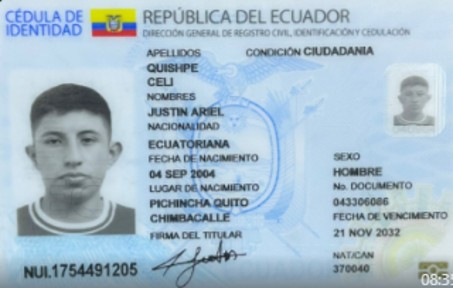 CÉDULA DE IDENTIDAD
REPÚBLICA DEL ECUADOR
DIRECCIÓN GENERAL DE REGISTRO CIVIL, IDENTIFICACIÓN Y CEDULACIÓN
APELLIDOS
CONDICIÓN CIUDADANIA
QUISHPE
CELI
NOMBRES
JUSTIN ARIEL
NACIONALIDAD
ECUATORIANA
FECHA DE NACIMIENTO
04 SEP 2004
LUGAR DE NACIMIENTO
PICHINCHA QUITO
CHIMBACALLE
FIRMA DEL TITULAR
SEXO
HOMBRE
No. DOCUMENTO
043306086
FECHA DE VENCIMIENTO
21 NOV 2032
NAT/CAN
370040
NUI.1754491205